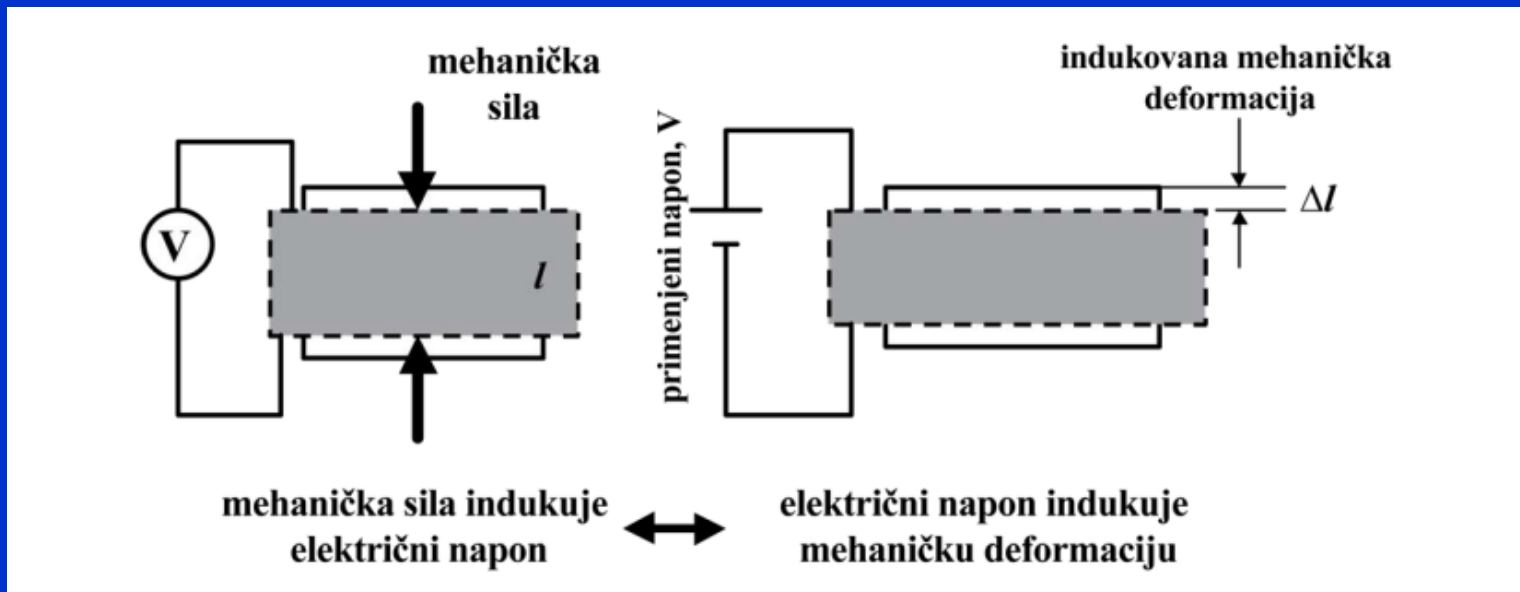 mehanička
sila
V
l
mehanička sila indukuje
električni napon
primenjeni napon, V
indukovana mehanička
deformacija
Δl
električni napon indukuje
mehaničku deformaciju